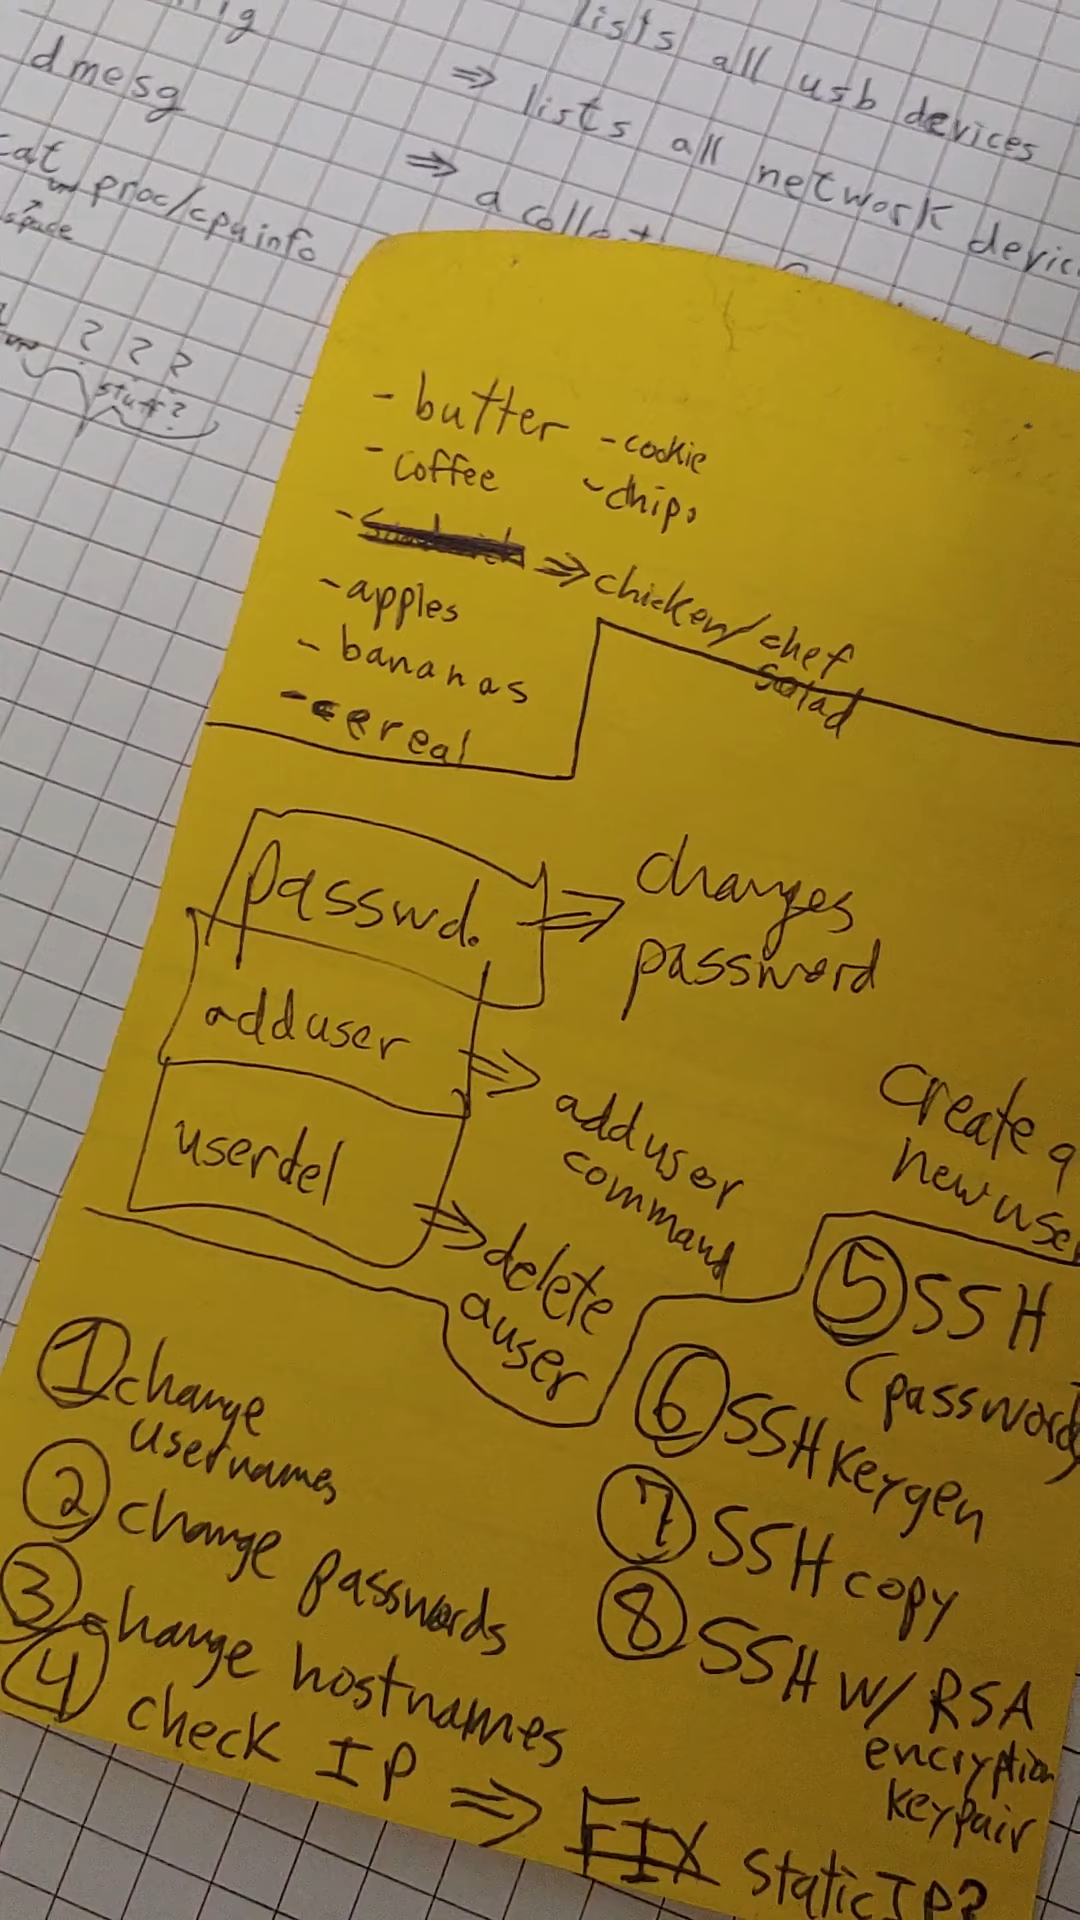 lists all usb devices
dmesg ⇒ lists all network devic
cat proc/cpuinfo ⇒ a collect
space
? ? ?
stuff?
- butter - cookie
- coffee - chips
- ⇒ chicken/chef
salad
- apples
- bananas
- cereal
passwd. ⇒ changes
password
adduser ⇒ adduser
command
create a
new user
userdel ⇒ delete
a user
① change
usernames
② change passwords
③ change hostnames
④ check IP ⇒ FIX static IP?
⑤ SSH
(password)
⑥ SSH Keygen
⑦ SSH copy
⑧ SSH w/ RSA
encryption
keypair